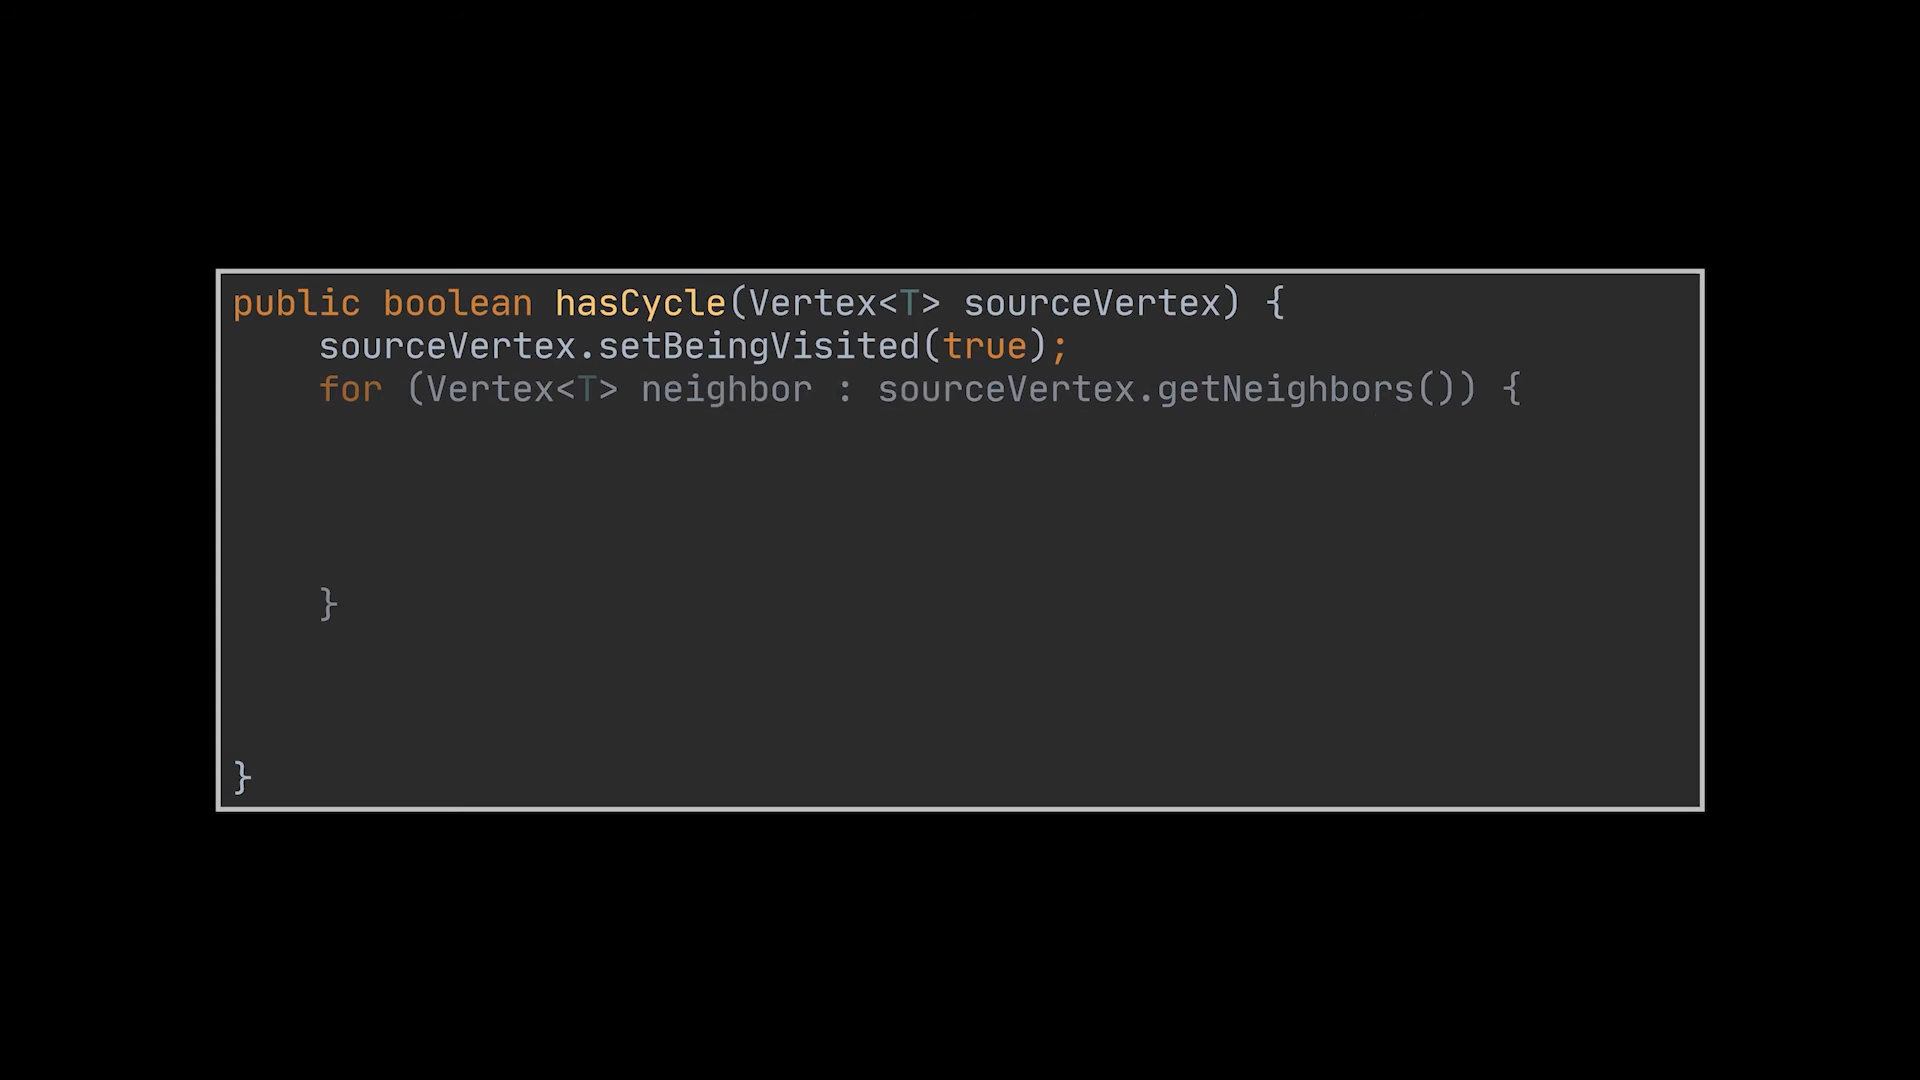 public boolean hasCycle(Vertex<T> sourceVertex) {
    sourceVertex.setBeingVisited(true);
    for (Vertex<T> neighbor : sourceVertex.getNeighbors()) {
    }
}